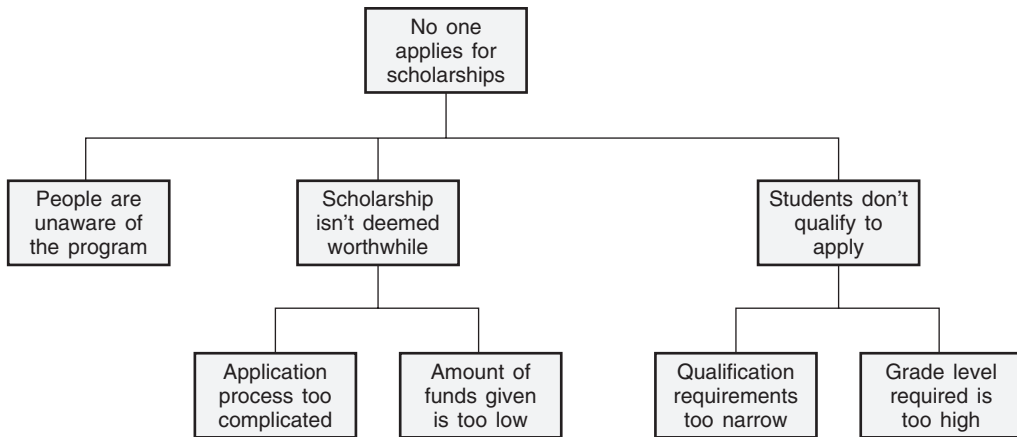 No one
applies for
scholarships
People are
unaware of
the program
Scholarship
isn't deemed
worthwhile
Students don't
qualify to
apply
Application
process too
complicated
Amount of
funds given
is too low
Qualification
requirements
too narrow
Grade level
required is
too high